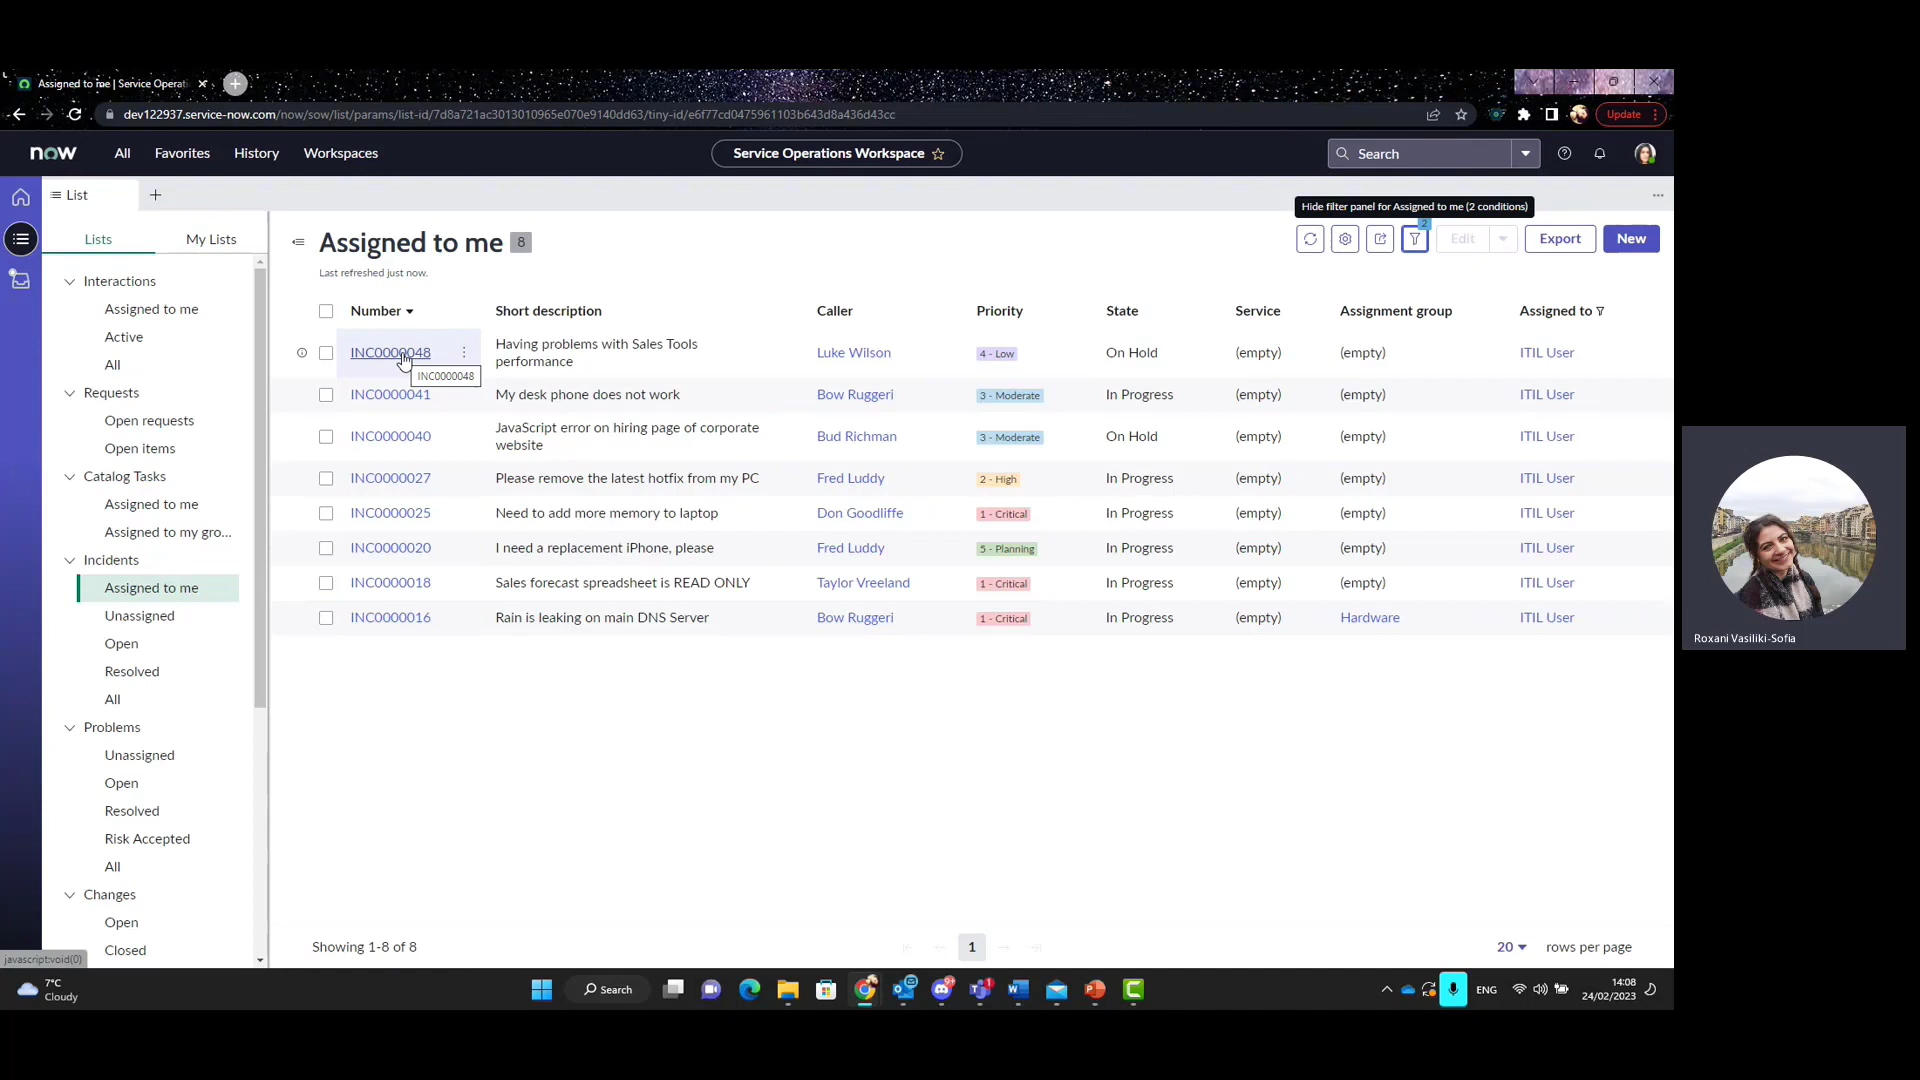 Assigned to me | Service Operat
dev122937.service-now.com/now/sow/list/params/list-id/7d8a721ac3013010965e070e9140dd63/tiny-id/e6f77cd0475961103b643d8a436d43cc
Update
now All Favorites History Workspaces
Service Operations Workspace
Search
List
Hide filter panel for Assigned to me (2 conditions)
2
Lists My Lists
Assigned to me 8
Edit Export New
Last refreshed just now.
Interactions
Assigned to me
Active
All
Requests
Open requests
Open items
Catalog Tasks
Assigned to me
Assigned to my gro...
Incidents
Assigned to me
Unassigned
Open
Resolved
All
Problems
Unassigned
Open
Resolved
Risk Accepted
All
Changes
Open
Closed
Number Short description Caller Priority State Service Assignment group Assigned to
INC0000048 Having problems with Sales Tools performance Luke Wilson 4 - Low On Hold (empty) (empty) ITIL User
INC0000048
INC0000041 My desk phone does not work Bow Ruggeri 3 - Moderate In Progress (empty) (empty) ITIL User
INC0000040 JavaScript error on hiring page of corporate website Bud Richman 3 - Moderate On Hold (empty) (empty) ITIL User
INC0000027 Please remove the latest hotfix from my PC Fred Luddy 2 - High In Progress (empty) (empty) ITIL User
INC0000025 Need to add more memory to laptop Don Goodliffe 1 - Critical In Progress (empty) (empty) ITIL User
INC0000020 I need a replacement iPhone, please Fred Luddy 5 - Planning In Progress (empty) (empty) ITIL User
INC0000018 Sales forecast spreadsheet is READ ONLY Taylor Vreeland 1 - Critical In Progress (empty) (empty) ITIL User
INC0000016 Rain is leaking on main DNS Server Bow Ruggeri 1 - Critical In Progress (empty) Hardware ITIL User
Roxani Vasiliki-Sofia
Showing 1-8 of 8
1
20 rows per page
javascript:void(0)
7°C
Cloudy
Search
ENG
14:08
24/02/2023